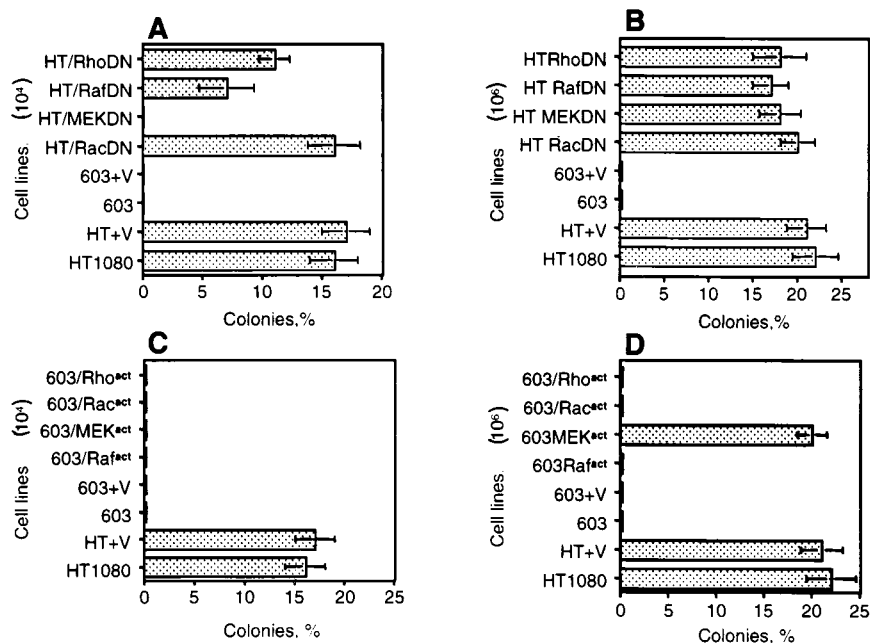 A
HT/RhoDN
HT/RafDN
HT/MEKDN
HT/RacDN
603+V
603
HT+V
HT1080
Cell lines (10⁴)
0 5 10 15 20
Colonies,%
B
HTRhoDN
HT RafDN
HT MEKDN
HT RacDN
603+V
603
HT+V
HT1080
Cell lines. (10⁶)
0 5 10 15 20 25
Colonies,%
C
603/Rhoᵃᶜᵗ
603/Racᵃᶜᵗ
603/MEKᵃᶜᵗ
603/Rafᵃᶜᵗ
603+V
603
HT+V
HT1080
Cell lines (10⁴)
0 5 10 15 20 25
Colonies, %
D
603/Rhoᵃᶜᵗ
603/Racᵃᶜᵗ
603MEKᵃᶜᵗ
603Rafᵃᶜᵗ
603+V
603
HT+V
HT1080
Cell lines. (10⁶)
0 5 10 15 20 25
Colonies, %